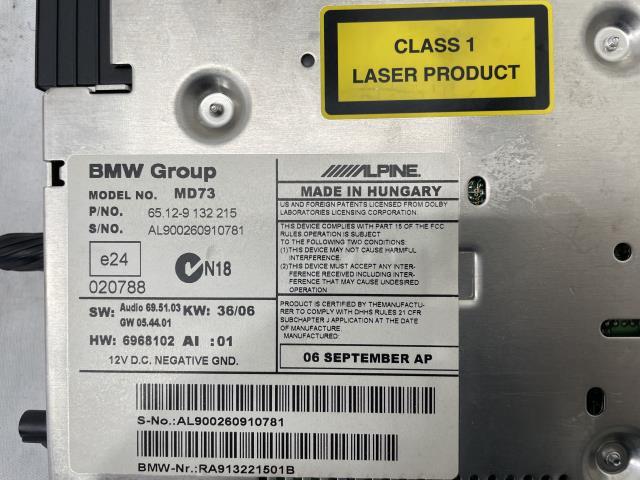 CLASS 1
LASER PRODUCT
BMW Group
MODEL NO. MD73
P/NO. 65.12-9 132 215
S/NO. AL900260910781
e24
020788
N18
SW: Audio 69.51.03 KW: 36/06
GW 05.44.01
HW: 6968102 AI :01
12V D.C. NEGATIVE GND.
ALPINE.
MADE IN HUNGARY
US AND FOREIGN PATENTS LICENSED FROM DOLBY
LABORATORIES LICENSING CORPORATION.
THIS DEVICE COMPLIES WITH PART 15 OF THE FCC
RULES.OPERATION IS SUBJECT
TO THE FOLLOWING TWO CONDITIONS:
(1)THIS DEVICE MAY NOT CAUSE HARMFUL
INTERFERENCE.
(2)THIS DEVICE MUST ACCEPT ANY INTER-
FERENCE RECEIVED INCLUDING INTER-
FERENCE THAT MAY CAUSE UNDESIRED
OPERATION
PRODUCT IS CERTIFIED BY THEMANUFACTU-
RER TO COMPLY WITH DHHS RULES 21 CFR
SUBCHAPTER J APPLICATION AT THE DATE
OF MANUFACTURE.
MANUFACTURED:
06 SEPTEMBER AP
S-No.:AL900260910781
BMW-Nr.:RA913221501B